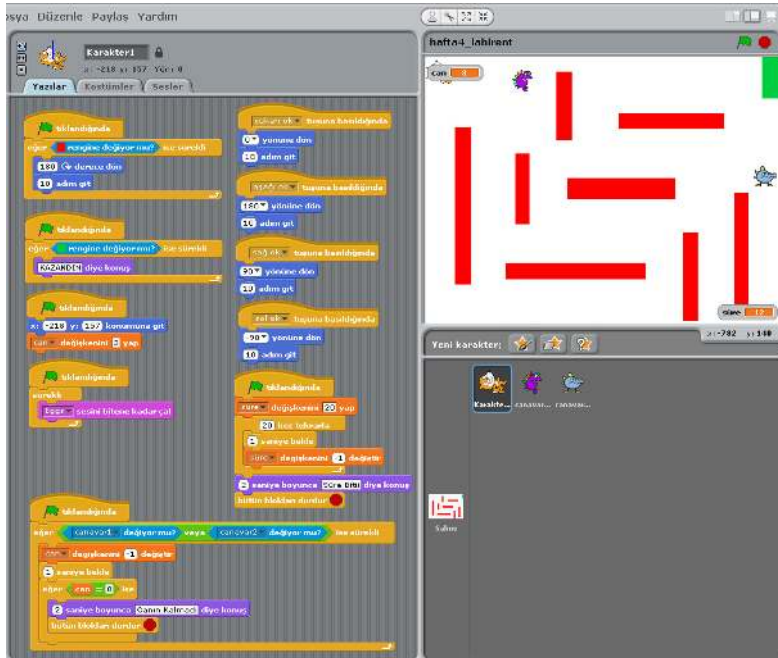 osya Düzenle Paylaş Yardım
Karakter1
x: -218 y: 157 Yön: 0
Yazılar Kostümler Sesler
tıklandığında
eğer rengine değiyor mu? ise sürekli
180 derece dön
10 adım git
tıklandığında
eğer rengine değiyor mu? ise sürekli
KAZANDIN diye konuş
tıklandığında
x: -218 y: 157 konumuna git
can değişkenini 3 yap
tıklandığında
sürekli
sesini bitene kadar çal
yukarı ok tuşuna basıldığında
0 yönüne dön
10 adım git
aşağı ok tuşuna basıldığında
180 yönüne dön
10 adım git
sağ ok tuşuna basıldığında
90 yönüne dön
10 adım git
sol ok tuşuna basıldığında
-90 yönüne dön
10 adım git
tıklandığında
süre değişkenini 20 yap
20 kez tekrarla
1 saniye bekle
süre değişkenini -1 değiştir
2 saniye boyunca Süre Bitti diye konuş
bütün blokları durdur
tıklandığında
eğer canavar1 değiyor mu? veya canavar2 değiyor mu? ise sürekli
can değişkenini -1 değiştir
1 saniye bekle
eğer can = 0 ise
2 saniye boyunca Canın Kalmadı diye konuş
bütün blokları durdur
hafta4_labirent
can
süre 12
x: -782 y: 140
Yeni karakter:
Karakte... canavar... canavar...
Sahne